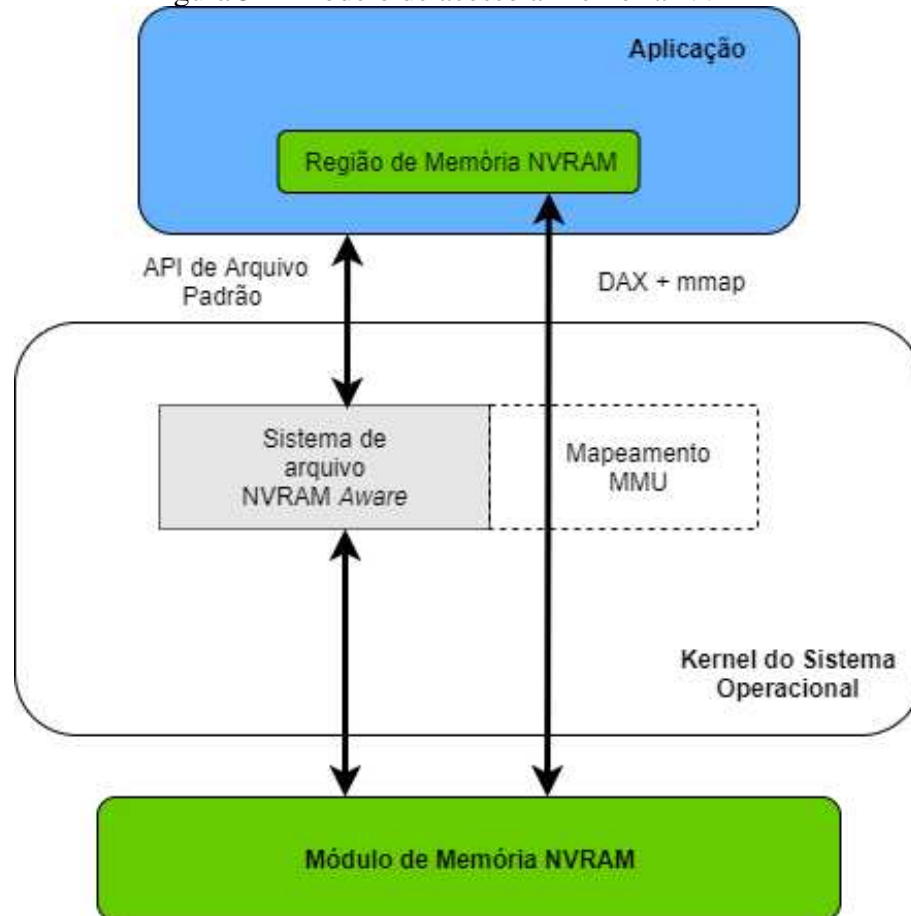 Aplicação
Região de Memória NVRAM
API de Arquivo
Padrão
DAX + mmap
Sistema de
arquivo
NVRAM Aware
Mapeamento
MMU
Kernel do Sistema
Operacional
Módulo de Memória NVRAM